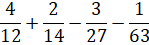 4/12 + 2/14 − 3/27 − 1/63